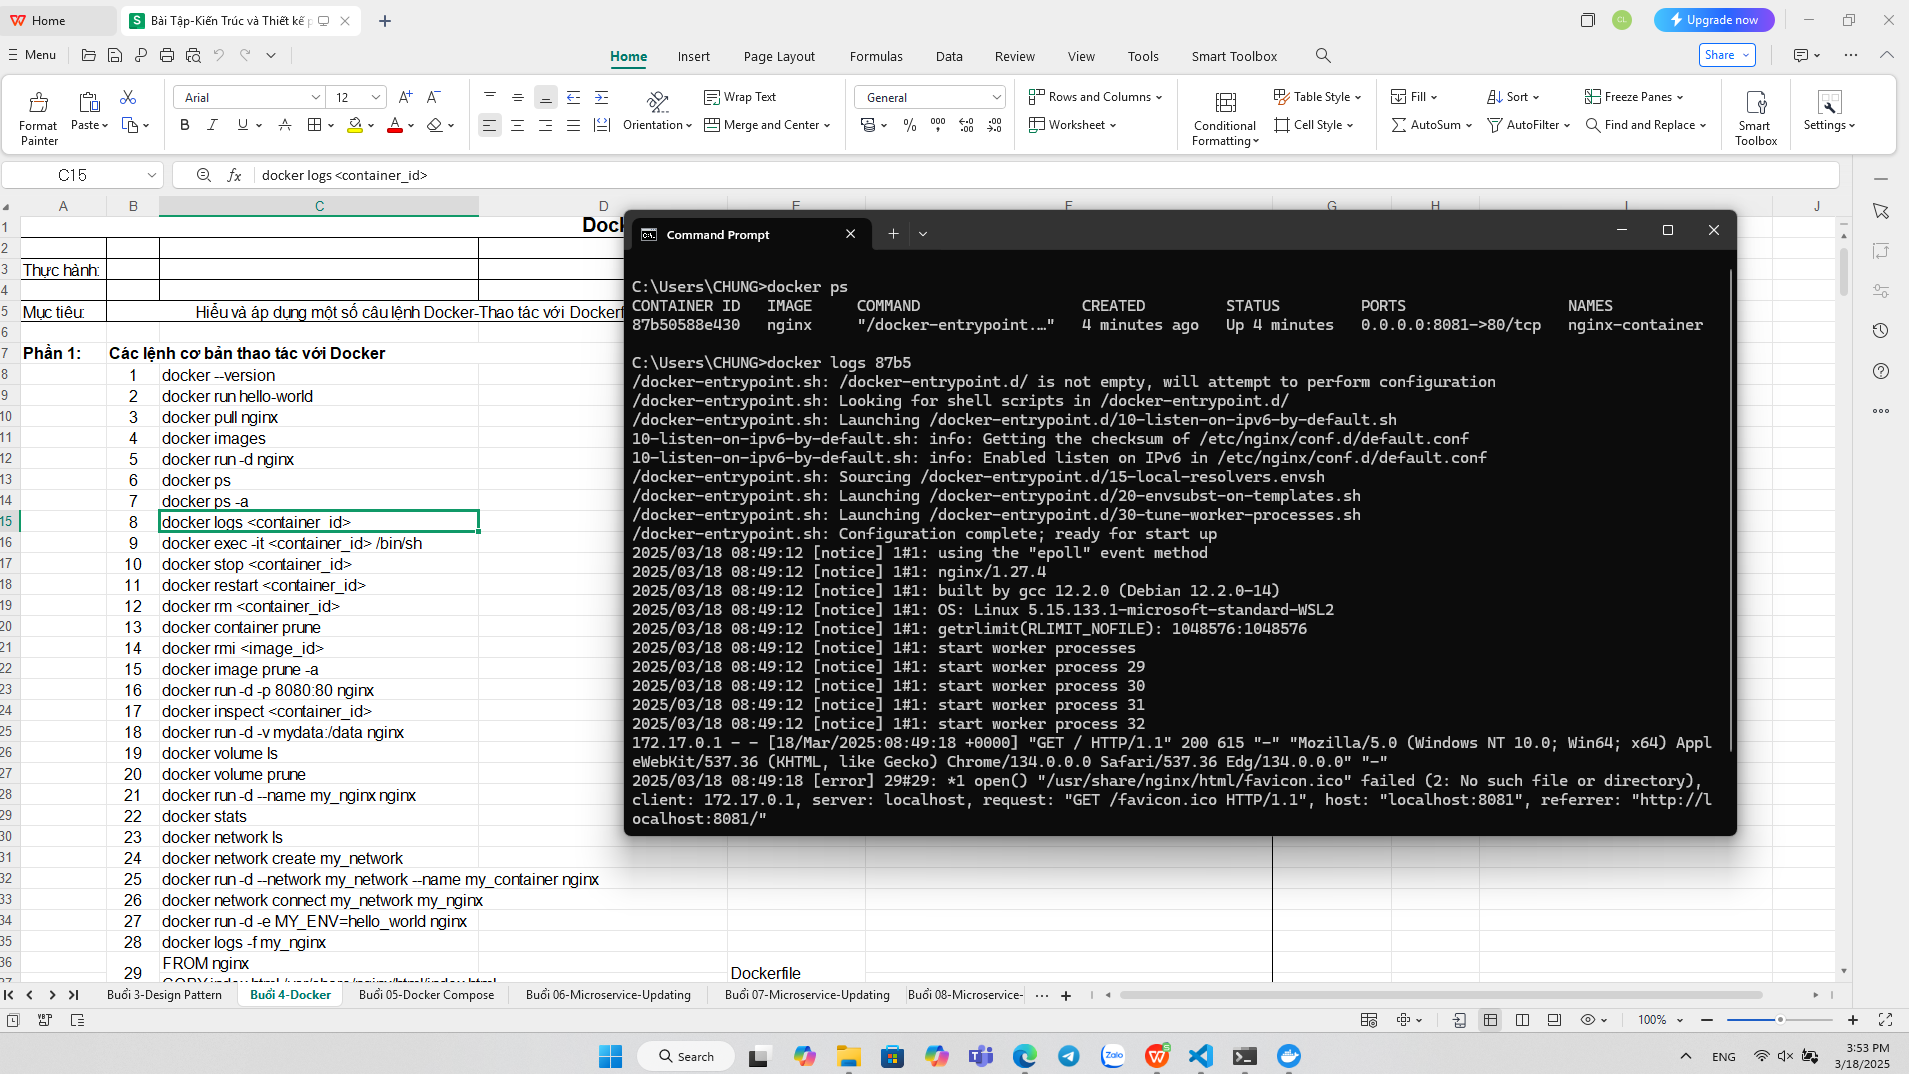 Home
Bài Tập-Kiến Trúc và Thiết kế
CL
Upgrade now
Menu
Home Insert Page Layout Formulas Data Review View Tools Smart Toolbox
Share
Format Painter
Paste
Arial
12
Orientation
Wrap Text
Merge and Center
General
Conditional Formatting
Rows and Columns
Worksheet
Table Style
Cell Style
Fill
AutoSum
Sort
AutoFilter
Freeze Panes
Find and Replace
Smart Toolbox
Settings
C15
fx
docker logs <container_id>
A B C D E F G H I J
1
2
3 Thực hành:
4
5 Mục tiêu: Hiểu và áp dụng một số câu lệnh Docker-Thao tác với Dockerf
6
7 Phần 1: Các lệnh cơ bản thao tác với Docker
8 1 docker --version
9 2 docker run hello-world
10 3 docker pull nginx
11 4 docker images
12 5 docker run -d nginx
13 6 docker ps
14 7 docker ps -a
15 8 docker logs <container_id>
16 9 docker exec -it <container_id> /bin/sh
17 10 docker stop <container_id>
18 11 docker restart <container_id>
19 12 docker rm <container_id>
20 13 docker container prune
21 14 docker rmi <image_id>
22 15 docker image prune -a
23 16 docker run -d -p 8080:80 nginx
24 17 docker inspect <container_id>
25 18 docker run -d -v mydata:/data nginx
26 19 docker volume ls
27 20 docker volume prune
28 21 docker run -d --name my_nginx nginx
29 22 docker stats
30 23 docker network ls
31 24 docker network create my_network
32 25 docker run -d --network my_network --name my_container nginx
33 26 docker network connect my_network my_nginx
34 27 docker run -d -e MY_ENV=hello_world nginx
35 28 docker logs -f my_nginx
36 FROM nginx
29 Dockerfile
Command Prompt
C:\Users\CHUNG>docker ps
CONTAINER ID IMAGE COMMAND CREATED STATUS PORTS NAMES
87b50588e430 nginx "/docker-entrypoint.…" 4 minutes ago Up 4 minutes 0.0.0.0:8081->80/tcp nginx-container
C:\Users\CHUNG>docker logs 87b5
/docker-entrypoint.sh: /docker-entrypoint.d/ is not empty, will attempt to perform configuration
/docker-entrypoint.sh: Looking for shell scripts in /docker-entrypoint.d/
/docker-entrypoint.sh: Launching /docker-entrypoint.d/10-listen-on-ipv6-by-default.sh
10-listen-on-ipv6-by-default.sh: info: Getting the checksum of /etc/nginx/conf.d/default.conf
10-listen-on-ipv6-by-default.sh: info: Enabled listen on IPv6 in /etc/nginx/conf.d/default.conf
/docker-entrypoint.sh: Sourcing /docker-entrypoint.d/15-local-resolvers.envsh
/docker-entrypoint.sh: Launching /docker-entrypoint.d/20-envsubst-on-templates.sh
/docker-entrypoint.sh: Launching /docker-entrypoint.d/30-tune-worker-processes.sh
/docker-entrypoint.sh: Configuration complete; ready for start up
2025/03/18 08:49:12 [notice] 1#1: using the "epoll" event method
2025/03/18 08:49:12 [notice] 1#1: nginx/1.27.4
2025/03/18 08:49:12 [notice] 1#1: built by gcc 12.2.0 (Debian 12.2.0-14)
2025/03/18 08:49:12 [notice] 1#1: OS: Linux 5.15.133.1-microsoft-standard-WSL2
2025/03/18 08:49:12 [notice] 1#1: getrlimit(RLIMIT_NOFILE): 1048576:1048576
2025/03/18 08:49:12 [notice] 1#1: start worker processes
2025/03/18 08:49:12 [notice] 1#1: start worker process 29
2025/03/18 08:49:12 [notice] 1#1: start worker process 30
2025/03/18 08:49:12 [notice] 1#1: start worker process 31
2025/03/18 08:49:12 [notice] 1#1: start worker process 32
172.17.0.1 - - [18/Mar/2025:08:49:18 +0000] "GET / HTTP/1.1" 200 615 "-" "Mozilla/5.0 (Windows NT 10.0; Win64; x64) Appl
eWebKit/537.36 (KHTML, like Gecko) Chrome/134.0.0.0 Safari/537.36 Edg/134.0.0.0" "-"
2025/03/18 08:49:18 [error] 29#29: *1 open() "/usr/share/nginx/html/favicon.ico" failed (2: No such file or directory),
client: 172.17.0.1, server: localhost, request: "GET /favicon.ico HTTP/1.1", host: "localhost:8081", referrer: "http://l
ocalhost:8081/"
Buổi 3-Design Pattern Buổi 4-Docker Buổi 05-Docker Compose Buổi 06-Microservice-Updating Buổi 07-Microservice-Updating Buổi 08-Microservice-
100%
Search
Zalo
ENG
3:53 PM
3/18/2025